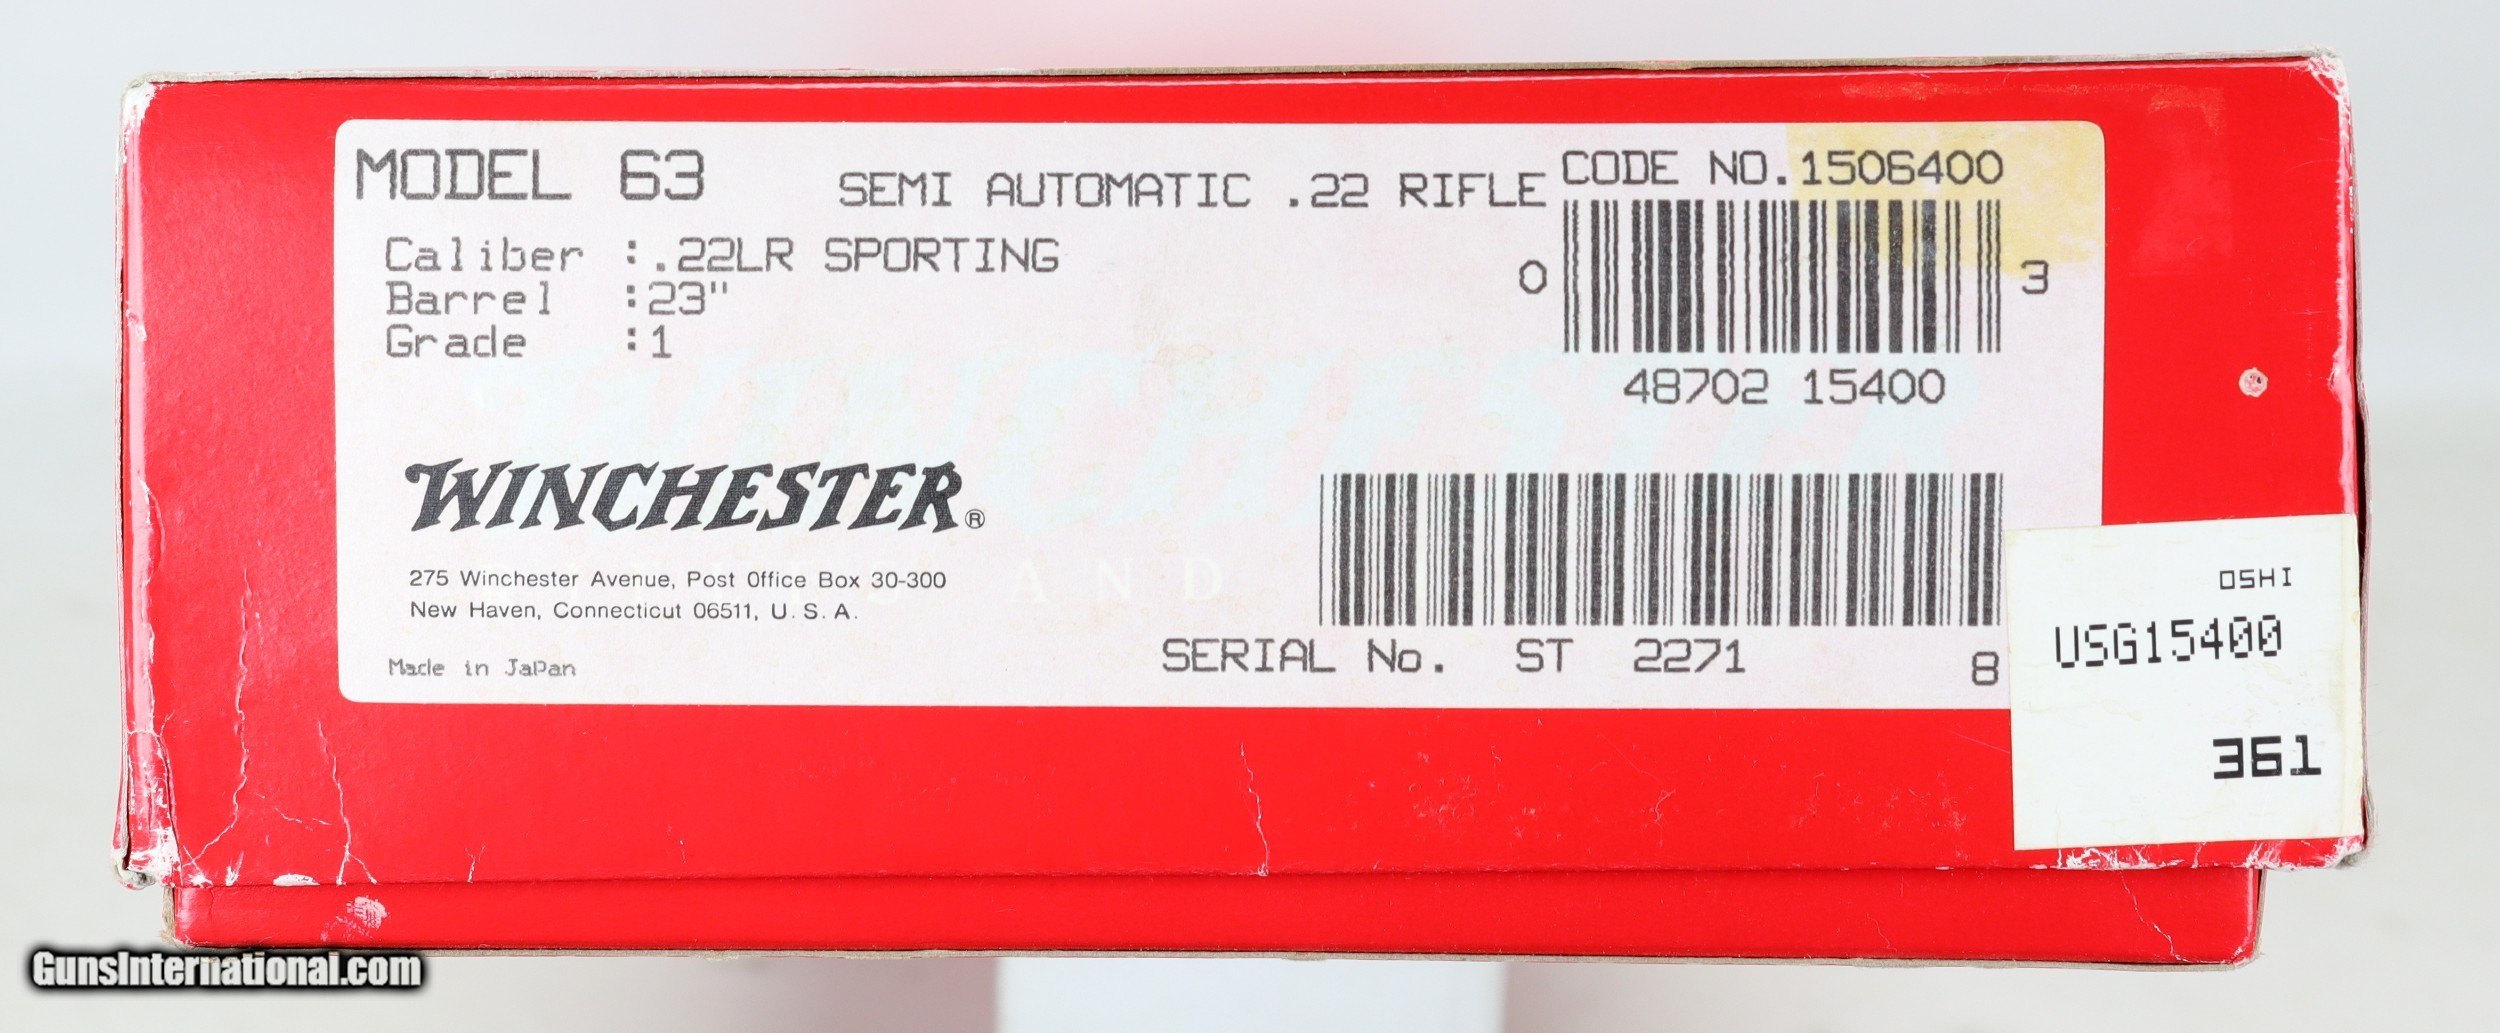 MODEL 63
SEMI AUTOMATIC .22 RIFLE
CODE NO.1506400
Caliber :.22LR SPORTING
Barrel :23"
Grade :1
0 3
48702 15400
WINCHESTER®
275 Winchester Avenue, Post Office Box 30-300
New Haven, Connecticut 06511, U.S.A.
Made in Japan
SERIAL No. ST 2271 8
OSHI
USG15400
361
AND
GunsInternational.com